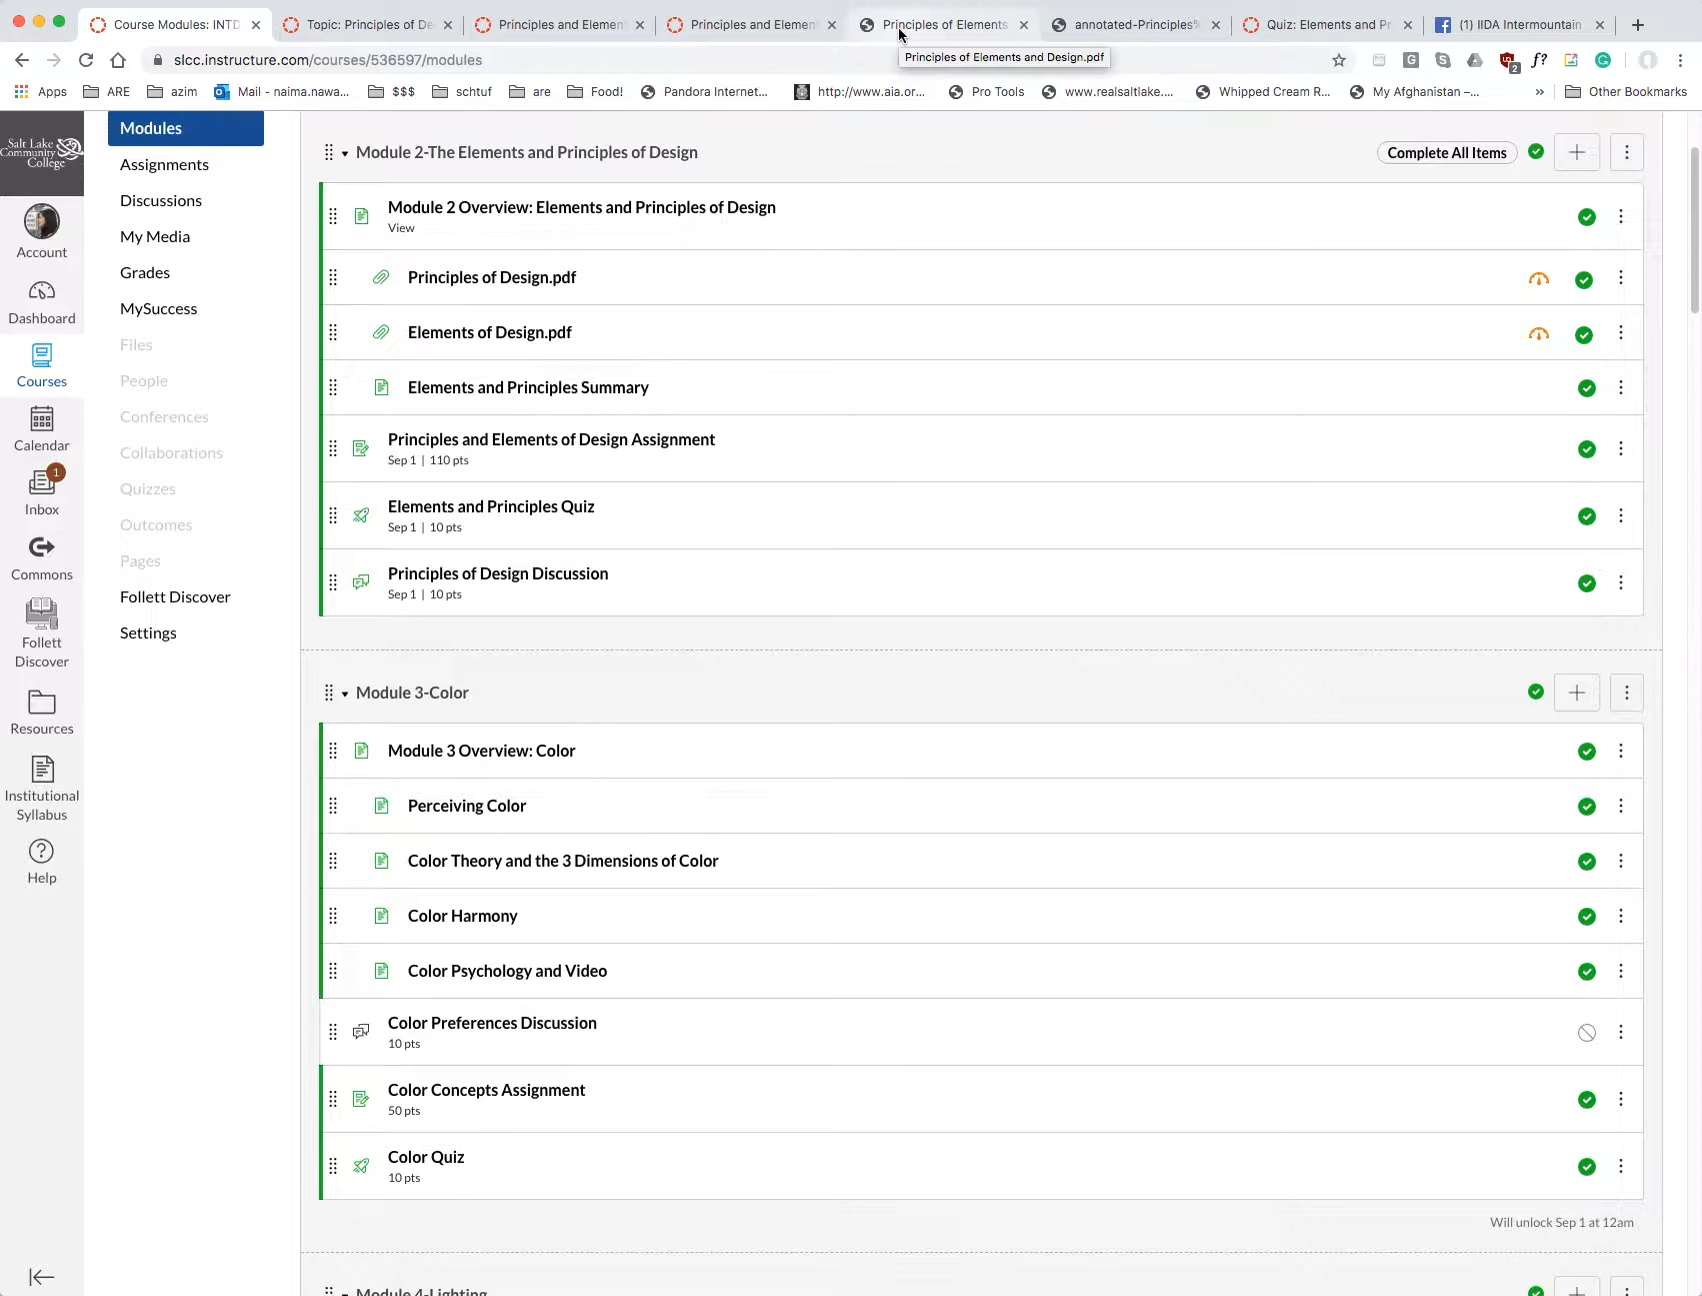 Course Modules: INTD
Topic: Principles of De
Principles and Elemen
Principles and Elemen
Principles of Elements
annotated-Principles%
Quiz: Elements and Pr
(1) IIDA Intermountain
slcc.instructure.com/courses/536597/modules
Principles of Elements and Design.pdf
2
f?
Apps
ARE
azim
Mail - naima.nawa...
$$$
schtuf
are
Food!
Pandora Internet...
http://www.aia.or...
Pro Tools
www.realsaltlake....
Whipped Cream R...
My Afghanistan –...
»
Other Bookmarks
Salt Lake
Community
College
Account
Dashboard
Courses
Calendar
1
Inbox
Commons
Follett
Discover
Resources
Institutional
Syllabus
Help
Modules
Assignments
Discussions
My Media
Grades
MySuccess
Files
People
Conferences
Collaborations
Quizzes
Outcomes
Pages
Follett Discover
Settings
Module 2-The Elements and Principles of Design
Complete All Items
Module 2 Overview: Elements and Principles of Design
View
Principles of Design.pdf
Elements of Design.pdf
Elements and Principles Summary
Principles and Elements of Design Assignment
Sep 1 | 110 pts
Elements and Principles Quiz
Sep 1 | 10 pts
Principles of Design Discussion
Sep 1 | 10 pts
Module 3-Color
Module 3 Overview: Color
Perceiving Color
Color Theory and the 3 Dimensions of Color
Color Harmony
Color Psychology and Video
Color Preferences Discussion
10 pts
Color Concepts Assignment
50 pts
Color Quiz
10 pts
Will unlock Sep 1 at 12am
Module 4-Lighting